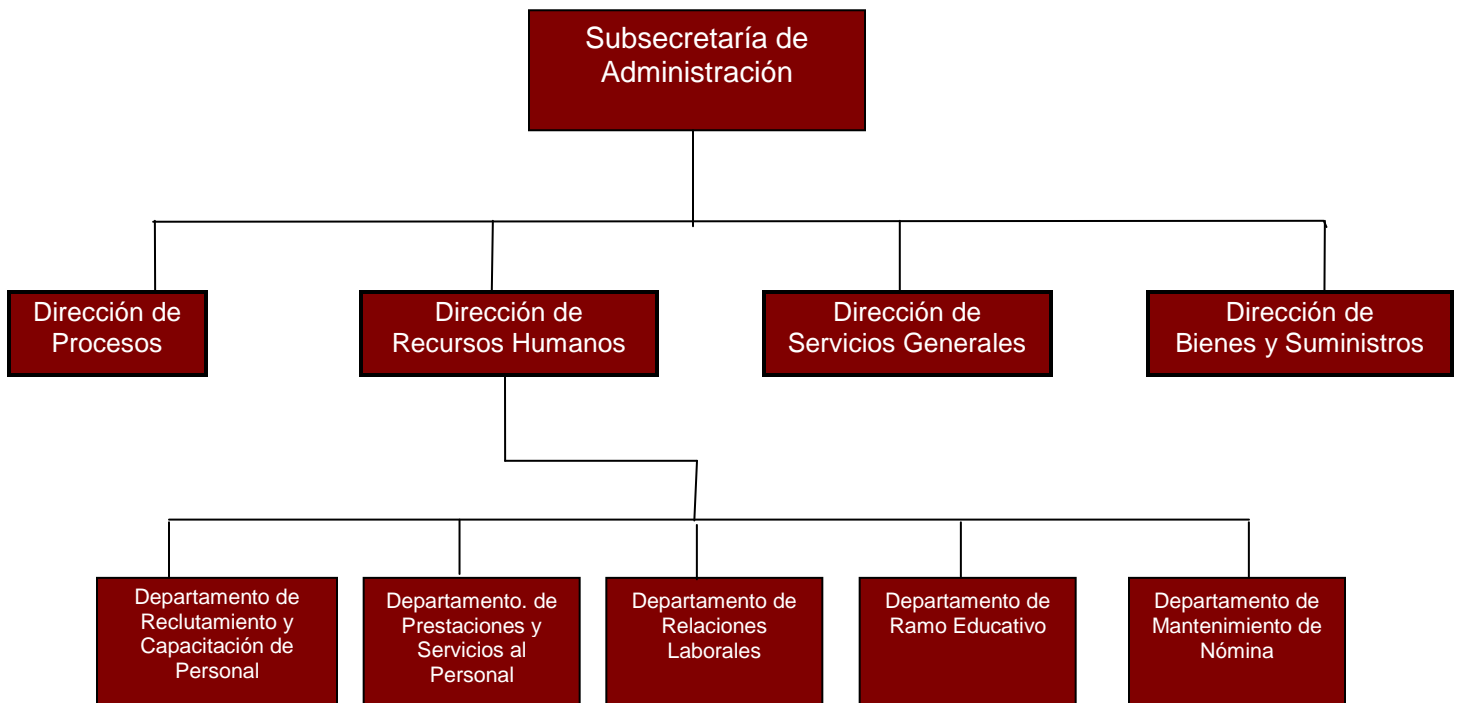 Subsecretaría de
Administración
Dirección de
Procesos
Dirección de
Recursos Humanos
Dirección de
Servicios Generales
Dirección de
Bienes y Suministros
Departamento de
Reclutamiento y
Capacitación de
Personal
Departamento. de
Prestaciones y
Servicios al
Personal
Departamento de
Relaciones
Laborales
Departamento de
Ramo Educativo
Departamento de
Mantenimiento de
Nómina